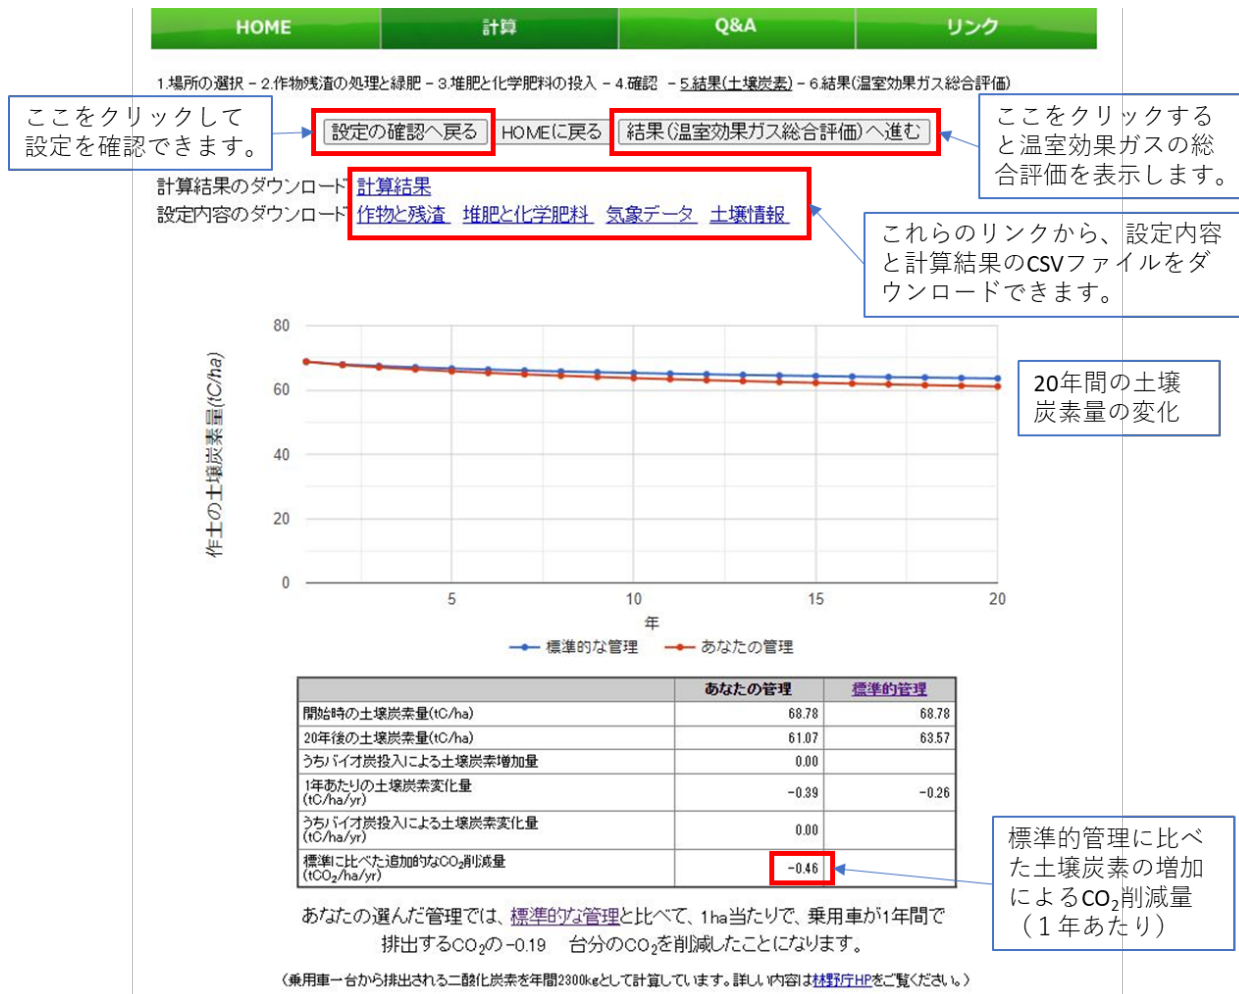 HOME 計算 Q&A リンク
1.場所の選択 − 2.作物残渣の処理と緑肥 − 3.堆肥と化学肥料の投入 − 4.確認 − 5.結果(土壌炭素) − 6.結果(温室効果ガス総合評価)
ここをクリックして
設定を確認できます。
設定の確認へ戻る HOMEに戻る 結果(温室効果ガス総合評価)へ進む
ここをクリックする
と温室効果ガスの総
合評価を表示します。
計算結果のダウンロード 計算結果
設定内容のダウンロード 作物と残渣 堆肥と化学肥料 気象データ 土壌情報
これらのリンクから、設定内容
と計算結果のCSVファイルをダ
ウンロードできます。
作土の土壌炭素量(tC/ha)
80
60
40
20
0
5 10 15 20
年
標準的な管理 あなたの管理
20年間の土壌
炭素量の変化
あなたの管理 標準的管理
開始時の土壌炭素量(tC/ha) 68.78 68.78
20年後の土壌炭素量(tC/ha) 61.07 63.57
うちバイオ炭投入による土壌炭素増加量 0.00
1年あたりの土壌炭素変化量
(tC/ha/yr) −0.39 −0.26
うちバイオ炭投入による土壌炭素変化量
(tC/ha/yr) 0.00
標準に比べた追加的なCO₂削減量
(tCO₂/ha/yr) −0.46
標準的管理に比べ
た土壌炭素の増加
によるCO₂削減量
（１年あたり）
あなたの選んだ管理では、標準的な管理と比べて、1ha当たりで、乗用車が1年間で
排出するCO₂の−0.19 台分のCO₂を削減したことになります。
（乗用車一台から排出される二酸化炭素を年間2300kgとして計算しています。詳しい内容は林野庁HPをご覧ください。）